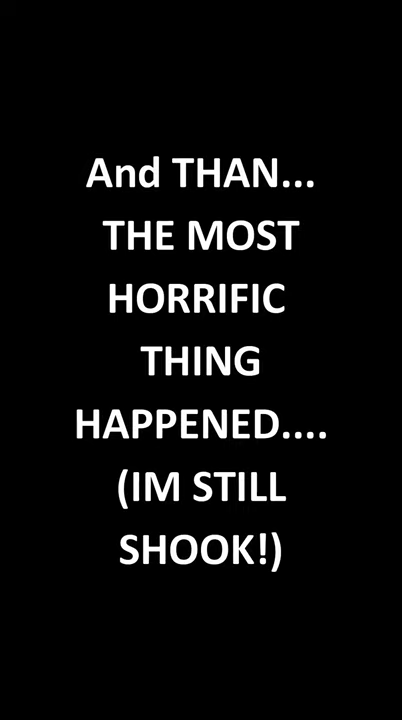 And THAN...
THE MOST
HORRIFIC
THING
HAPPENED....
(IM STILL
SHOOK!)